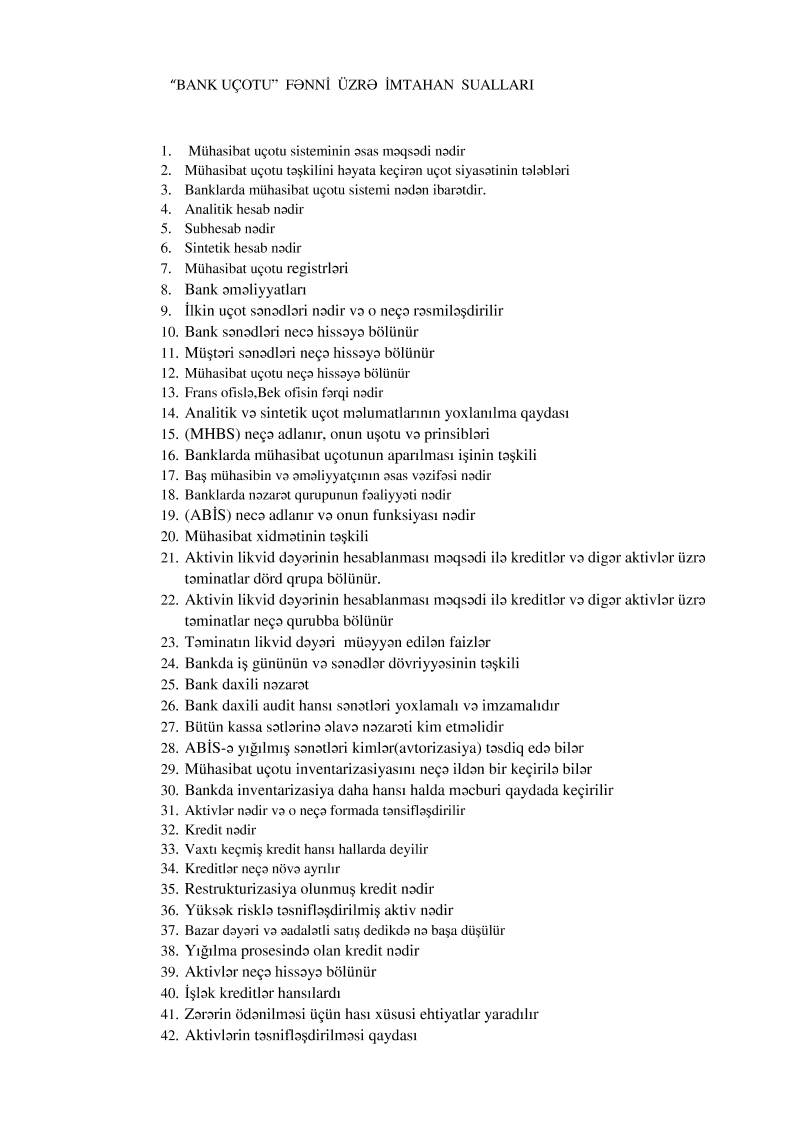 “BANK UÇOTU” FƏNNİ ÜZRƏ İMTAHAN SUALLARI
1. Mühasibat uçotu sisteminin əsas məqsədi nədir
2. Mühasibat uçotu təşkilini həyata keçirən uçot siyasətinin tələbləri
3. Banklarda mühasibat uçotu sistemi nədən ibarətdir.
4. Analitik hesab nədir
5. Subhesab nədir
6. Sintetik hesab nədir
7. Mühasibat uçotu registrləri
8. Bank əməliyyatları
9. İlkin uçot sənədləri nədir və o neçə rəsmiləşdirilir
10. Bank sənədləri necə hissəyə bölünür
11. Müştəri sənədləri neçə hissəyə bölünür
12. Mühasibat uçotu neçə hissəyə bölünür
13. Frans ofislə,Bek ofisin fərqi nədir
14. Analitik və sintetik uçot məlumatlarının yoxlanılma qaydası
15. (MHBS) neçə adlanır, onun uşotu və prinsibləri
16. Banklarda mühasibat uçotunun aparılması işinin təşkili
17. Baş mühasibin və əməliyyatçının əsas vəzifəsi nədir
18. Banklarda nəzarət qurupunun fəaliyyəti nədir
19. (ABİS) necə adlanır və onun funksiyası nədir
20. Mühasibat xidmətinin təşkili
21. Aktivin likvid dəyərinin hesablanması məqsədi ilə kreditlər və digər aktivlər üzrə
təminatlar dörd qrupa bölünür.
22. Aktivin likvid dəyərinin hesablanması məqsədi ilə kreditlər və digər aktivlər üzrə
təminatlar neçə qurubba bölünür
23. Təminatın likvid dəyəri müəyyən edilən faizlər
24. Bankda iş gününün və sənədlər dövriyyəsinin təşkili
25. Bank daxili nəzarət
26. Bank daxili audit hansı sənətləri yoxlamalı və imzamalıdır
27. Bütün kassa sətlərinə əlavə nəzarəti kim etməlidir
28. ABİS-ə yığılmış sənətləri kimlər(avtorizasiya) təsdiq edə bilər
29. Mühasibat uçotu inventarizasiyasını neçə ildən bir keçirilə bilər
30. Bankda inventarizasiya daha hansı halda məcburi qaydada keçirilir
31. Aktivlər nədir və o neçə formada tənsifləşdirilir
32. Kredit nədir
33. Vaxtı keçmiş kredit hansı hallarda deyilir
34. Kreditlər neçə növə ayrılır
35. Restrukturizasiya olunmuş kredit nədir
36. Yüksək risklə təsnifləşdirilmiş aktiv nədir
37. Bazar dəyəri və əadalətli satış dedikdə nə başa düşülür
38. Yığılma prosesində olan kredit nədir
39. Aktivlər neçə hissəyə bölünür
40. İşlək kreditlər hansılardı
41. Zərərin ödənilməsi üçün hası xüsusi ehtiyatlar yaradılır
42. Aktivlərin təsnifləşdirilməsi qaydası